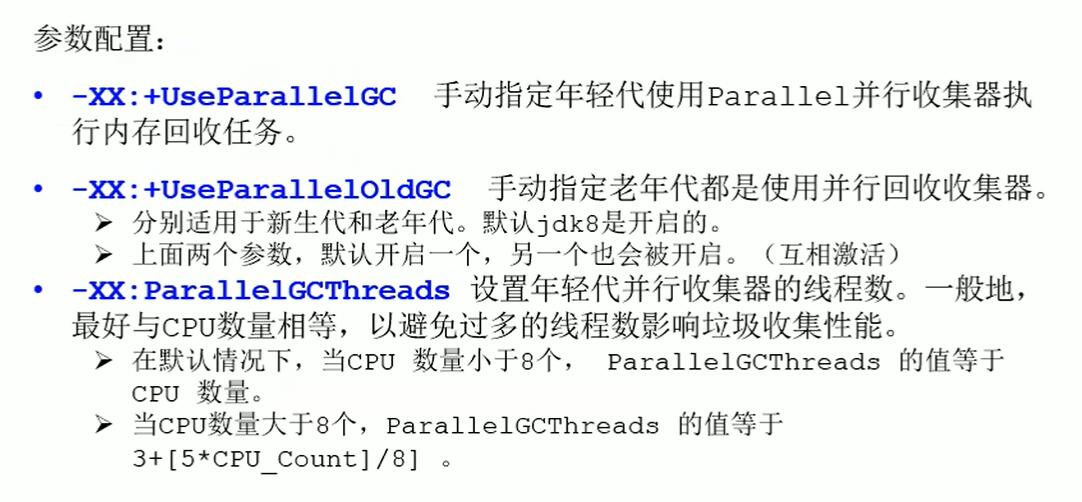 参数配置：
• -XX:+UseParallelGC 手动指定年轻代使用Parallel并行收集器执
行内存回收任务。
• -XX:+UseParallelOldGC 手动指定老年代都是使用并行回收收集器。
➢ 分别适用于新生代和老年代。默认jdk8是开启的。
➢ 上面两个参数，默认开启一个，另一个也会被开启。（互相激活）
• -XX:ParallelGCThreads 设置年轻代并行收集器的线程数。一般地，
最好与CPU数量相等，以避免过多的线程数影响垃圾收集性能。
➢ 在默认情况下，当CPU 数量小于8个， ParallelGCThreads 的值等于
CPU 数量。
➢ 当CPU数量大于8个，ParallelGCThreads 的值等于
3+[5*CPU_Count]/8] 。